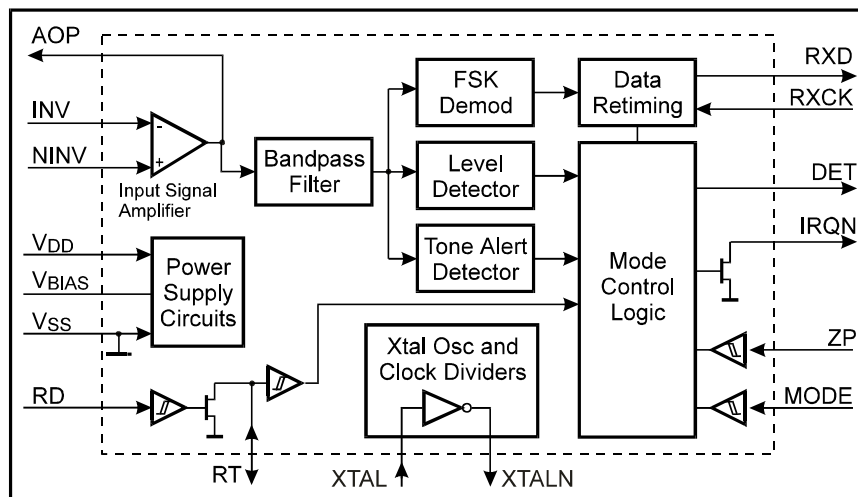 AOP
INV
NINV
-
+
Input Signal
Amplifier
Bandpass
Filter
FSK
Demod
Level
Detector
Tone Alert
Detector
Data
Retiming
RXD
RXCK
DET
IRQN
Mode
Control
Logic
ZP
MODE
VDD
VBIAS
VSS
Power
Supply
Circuits
RD
RT
Xtal Osc and
Clock Dividers
XTAL
XTALN